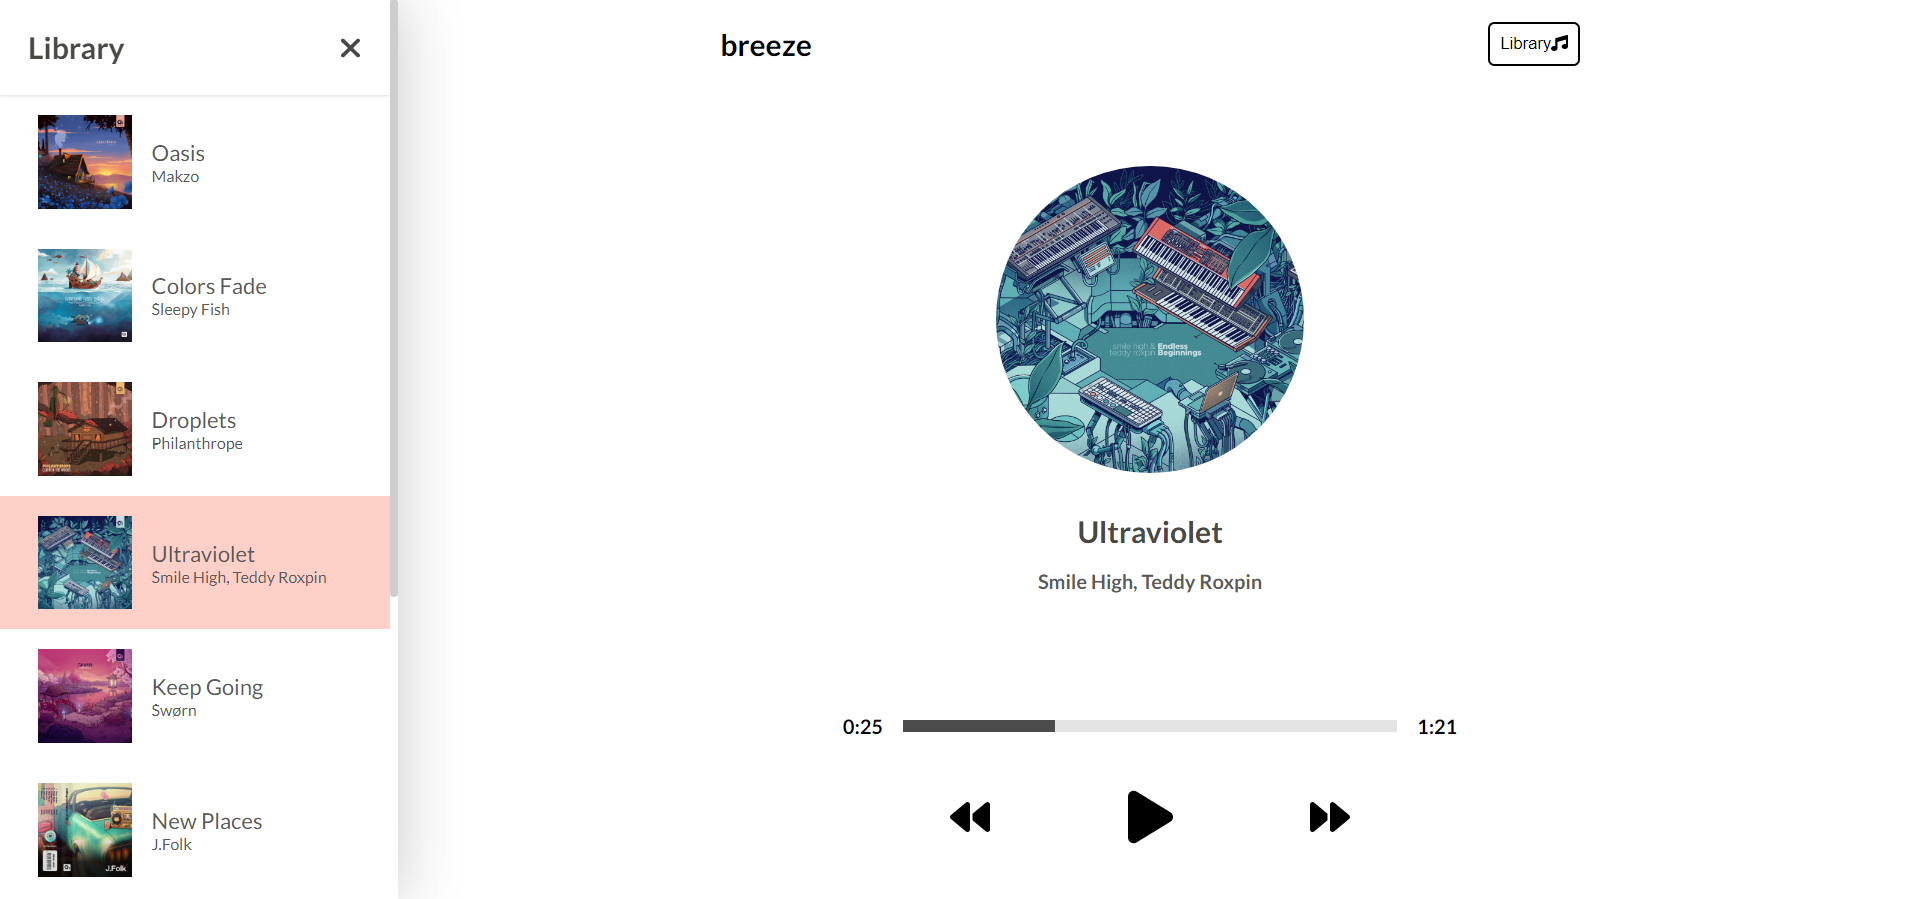 Library
Oasis
Makzo
Colors Fade
Sleepy Fish
Droplets
Philanthrope
Ultraviolet
Smile High, Teddy Roxpin
Keep Going
Swørn
New Places
J.Folk
J.Folk
breeze
Library
smile high & Endless
teddy roxpin Beginnings
Ultraviolet
Smile High, Teddy Roxpin
0:25
1:21